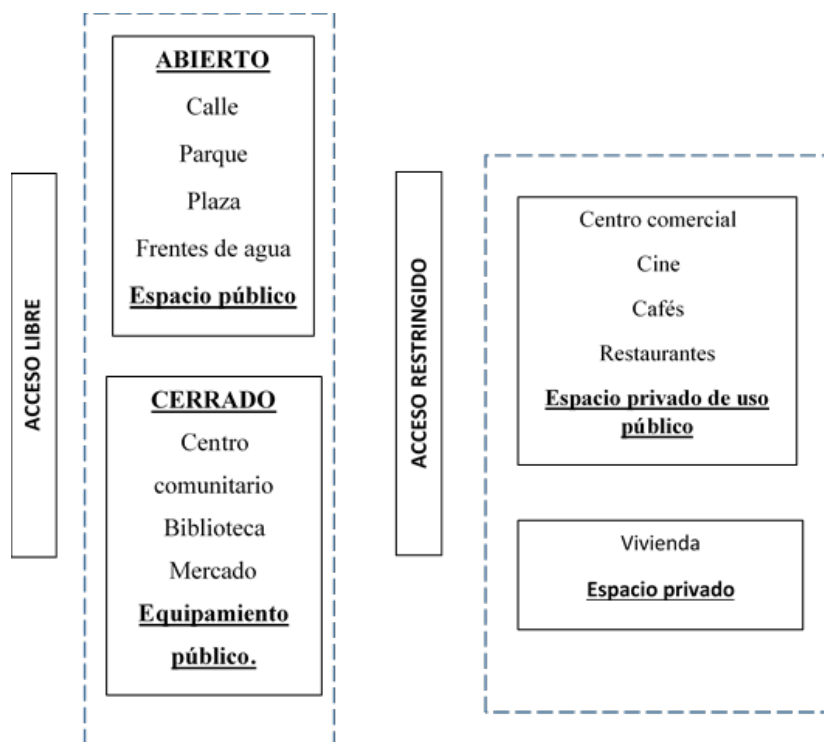 ACCESO LIBRE
ABIERTO
Calle
Parque
Plaza
Frentes de agua
Espacio público
CERRADO
Centro
comunitario
Biblioteca
Mercado
Equipamiento
público.
ACCESO RESTRINGIDO
Centro comercial
Cine
Cafés
Restaurantes
Espacio privado de uso
público
Vivienda
Espacio privado